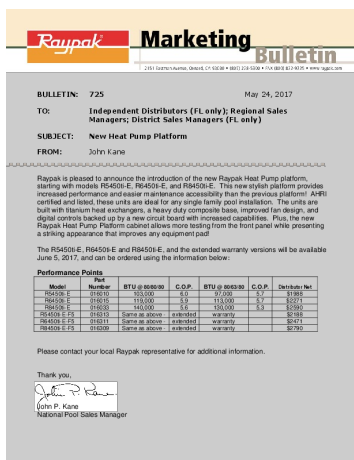 Raypak®
Marketing
Bulletin
2151 Eastman Avenue, Oxnard, CA 93030 • (805) 278-5300 • FAX (800) 872-9725 • www.raypak.com
BULLETIN: 725 May 24, 2017
TO: Independent Distributors (FL only); Regional Sales
Managers; District Sales Managers (FL only)
SUBJECT: New Heat Pump Platform
FROM: John Kane
Raypak is pleased to announce the introduction of the new Raypak Heat Pump platform,
starting with models R5450ti-E, R6450ti-E, and R8450ti-E. This new stylish platform provides
increased performance and easier maintenance accessibility than the previous platform! AHRI
certified and listed, these units are ideal for any single family pool installation. The units are
built with titanium heat exchangers, a heavy duty composite base, improved fan design, and
digital controls backed up by a new circuit board with increased capabilities. Plus, the new
Raypak Heat Pump Platform cabinet allows more testing from the front panel while presenting
a striking appearance that improves any equipment pad!
The R5450ti-E, R6450ti-E and R8450ti-E, and the extended warranty versions will be available
June 5, 2017, and can be ordered using the information below:
Performance Points
Model Part Number BTU @ 80/80/80 C.O.P. BTU @ 80/63/80 C.O.P. Distributor Net
R5450ti-E 016010 103,000 6.0 97,000 5.7 $1988
R6450ti-E 016015 119,000 5.9 113,000 5.7 $2271
R8450ti-E 016033 140,000 5.6 130,000 5.3 $2590
R5450ti-E-F5 016313 Same as above - extended warranty $2188
R6450ti-E-F5 016311 Same as above - extended warranty $2471
R8450ti-E-F5 016309 Same as above - extended warranty $2790
Please contact your local Raypak representative for additional information.
Thank you,
John P. Kane
John P. Kane
National Pool Sales Manager